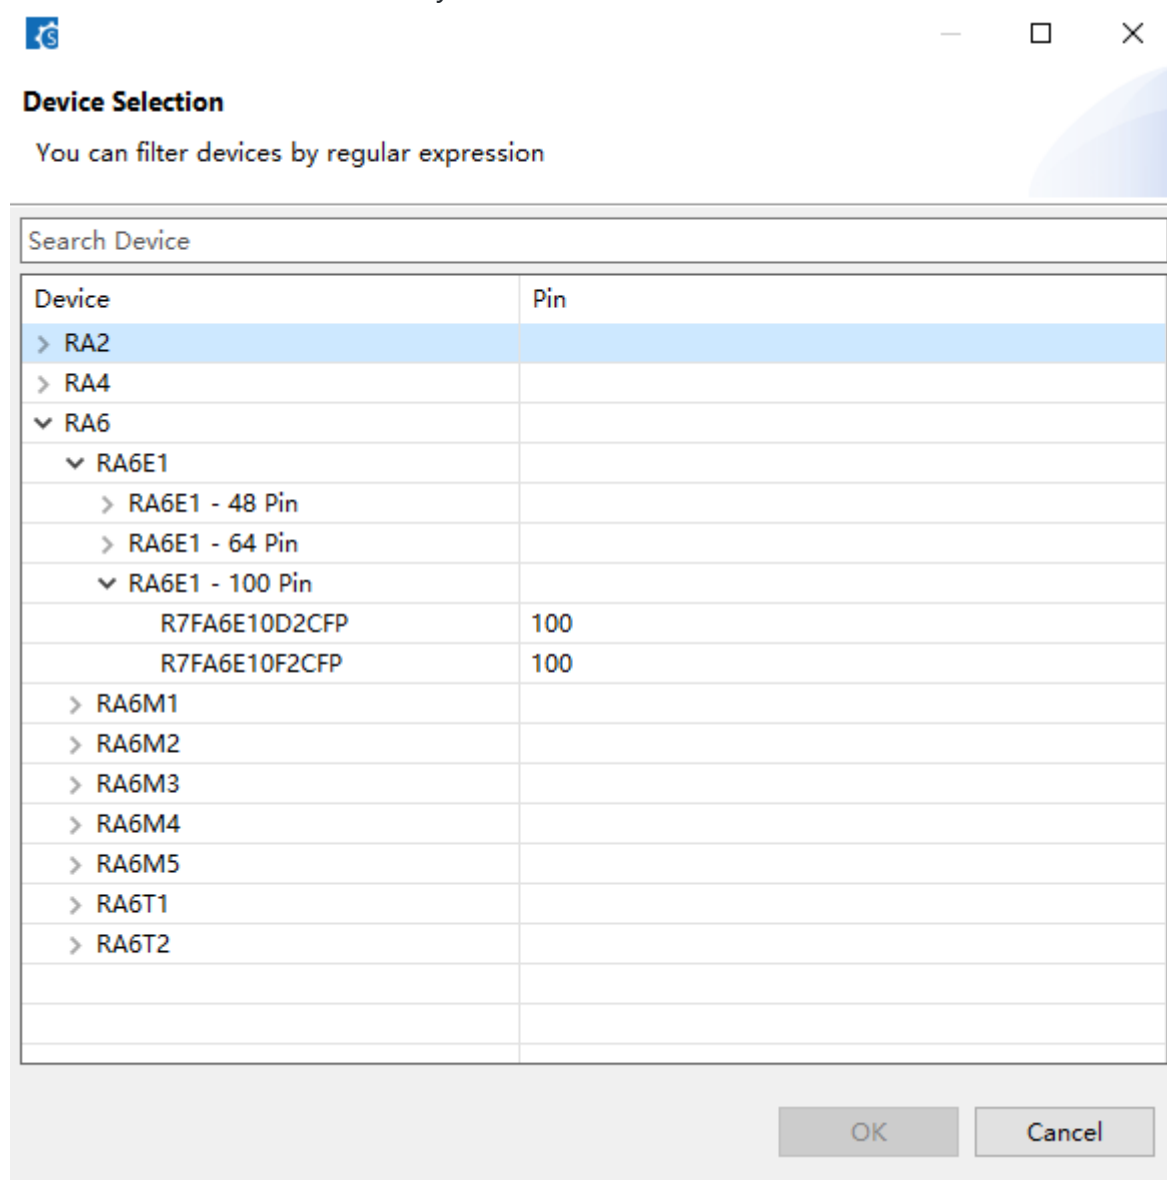 Device Selection
You can filter devices by regular expression
Search Device
Device Pin
RA2
RA4
RA6
RA6E1
RA6E1 - 48 Pin
RA6E1 - 64 Pin
RA6E1 - 100 Pin
R7FA6E10D2CFP 100
R7FA6E10F2CFP 100
RA6M1
RA6M2
RA6M3
RA6M4
RA6M5
RA6T1
RA6T2
OK Cancel